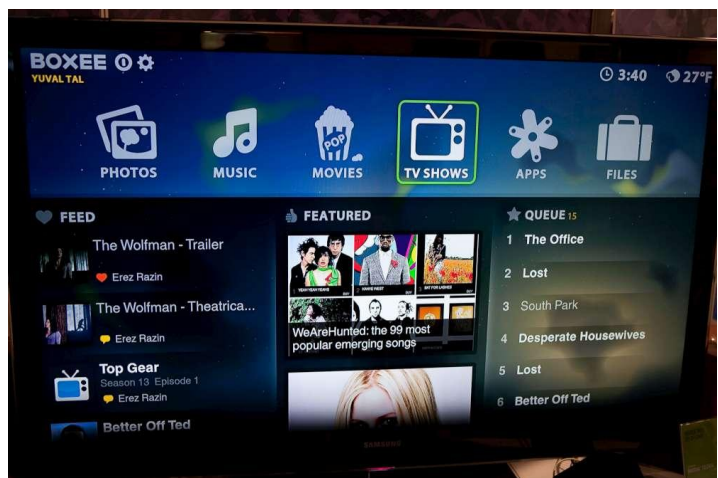 BOXEE
YUVAL TAL
3:40
27°F
PHOTOS
MUSIC
POP
MOVIES
TV SHOWS
APPS
FILES
FEED
The Wolfman - Trailer
Erez Razin
The Wolfman - Theatrica...
Erez Razin
Top Gear
Season 13 Episode 1
Erez Razin
Better Off Ted
FEATURED
WeAreHunted: the 99 most
popular emerging songs
QUEUE 15
1 The Office
2 Lost
3 South Park
4 Desperate Housewives
5 Lost
6 Better Off Ted
SAMSUNG